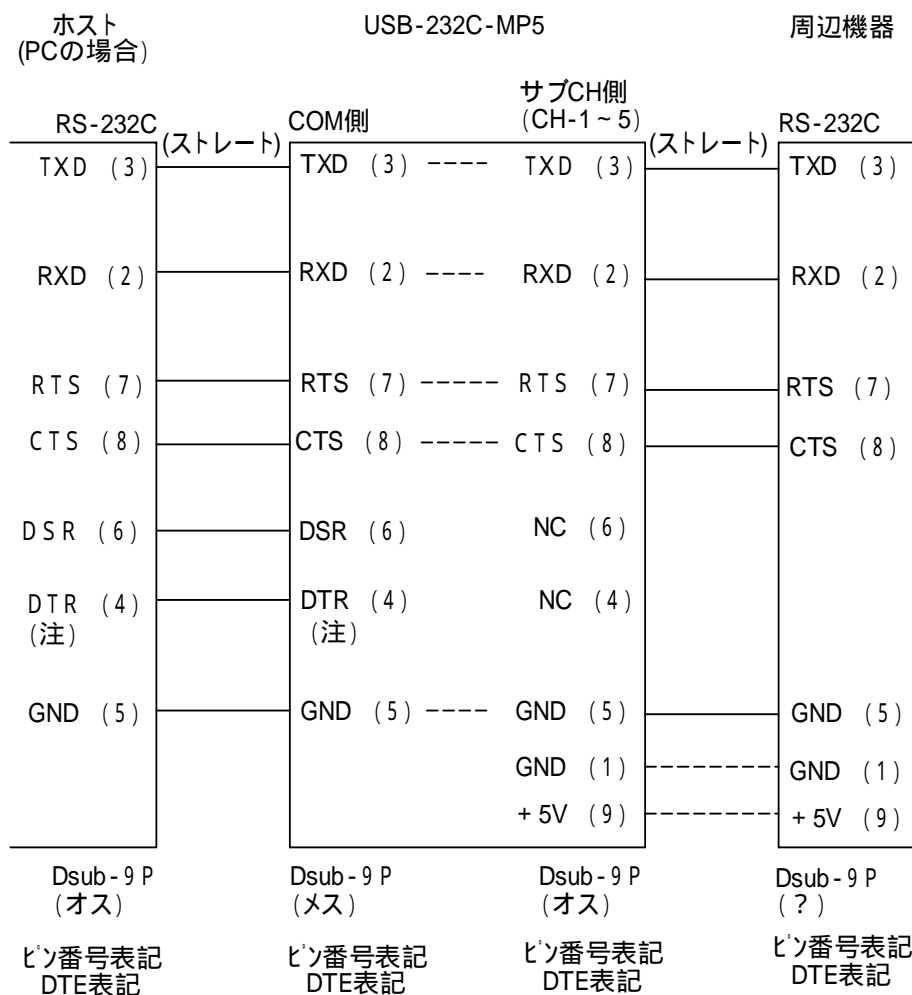 ホスト
(PCの場合)
USB-232C-MP5
周辺機器
サブCH側
(CH-1~5)
RS-232C
(ストレート)
COM側
(ストレート)
RS-232C
TXD (3)
TXD (3) ---- TXD (3)
TXD (3)
RXD (2)
RXD (2) ---- RXD (2)
RXD (2)
RTS (7)
RTS (7) ----- RTS (7)
RTS (7)
CTS (8)
CTS (8) ----- CTS (8)
CTS (8)
DSR (6)
DSR (6)
NC (6)
DTR (4)
(注)
DTR (4)
(注)
NC (4)
GND (5)
GND (5) ---- GND (5)
GND (5)
GND (1)
GND (1)
+5V (9)
+5V (9)
Dsub-9P
(オス)
ピン番号表記
DTE表記
Dsub-9P
(メス)
ピン番号表記
DTE表記
Dsub-9P
(オス)
ピン番号表記
DTE表記
Dsub-9P
(?)
ピン番号表記
DTE表記